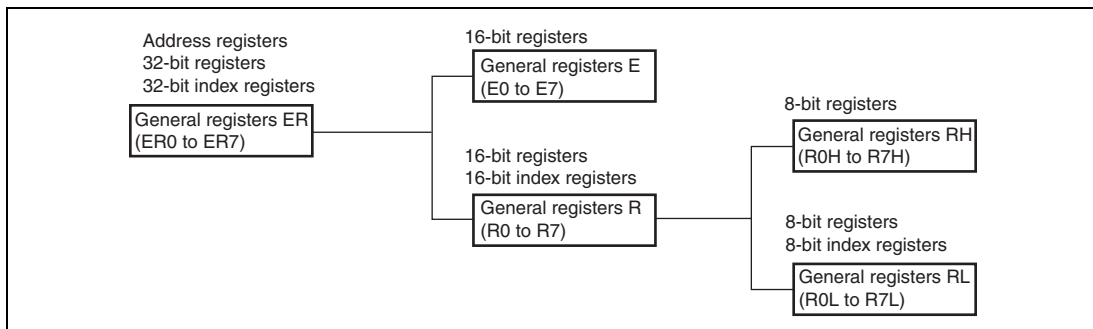 Address registers
32-bit registers
32-bit index registers
General registers ER
(ER0 to ER7)
16-bit registers
General registers E
(E0 to E7)
16-bit registers
16-bit index registers
General registers R
(R0 to R7)
8-bit registers
General registers RH
(R0H to R7H)
8-bit registers
8-bit index registers
General registers RL
(R0L to R7L)